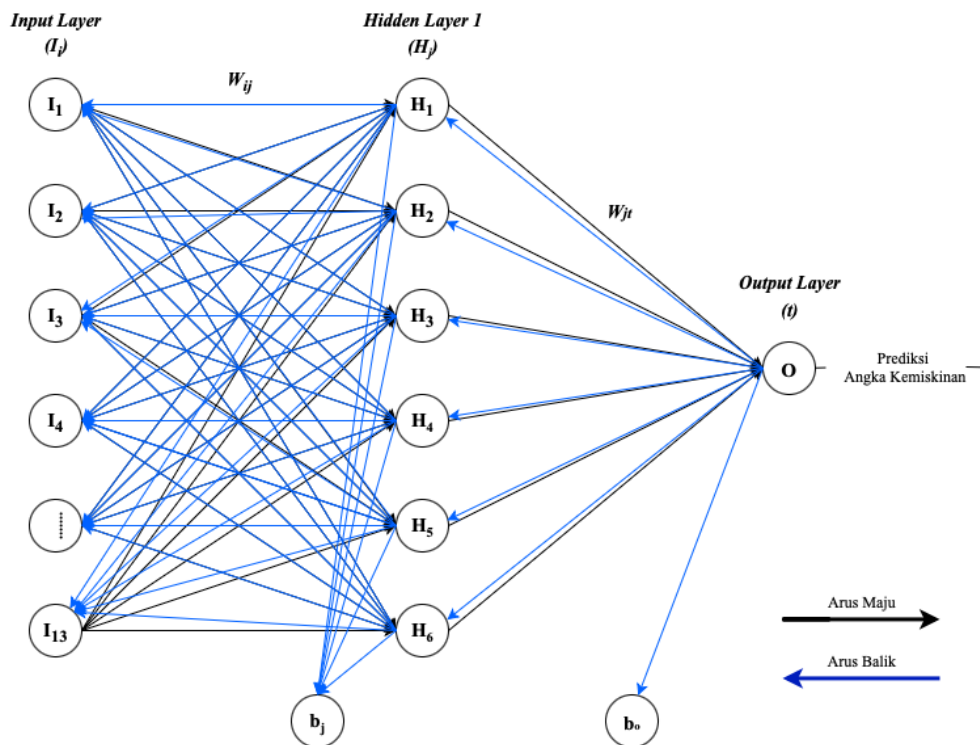 Input Layer
(Ii)
Hidden Layer 1
(Hj)
Wij
I1
H1
I2
H2
Wjt
Output Layer
(t)
I3
H3
O
Prediksi
Angka Kemiskinan
I4
H4
H5
Arus Maju
I13
H6
Arus Balik
bj
bo